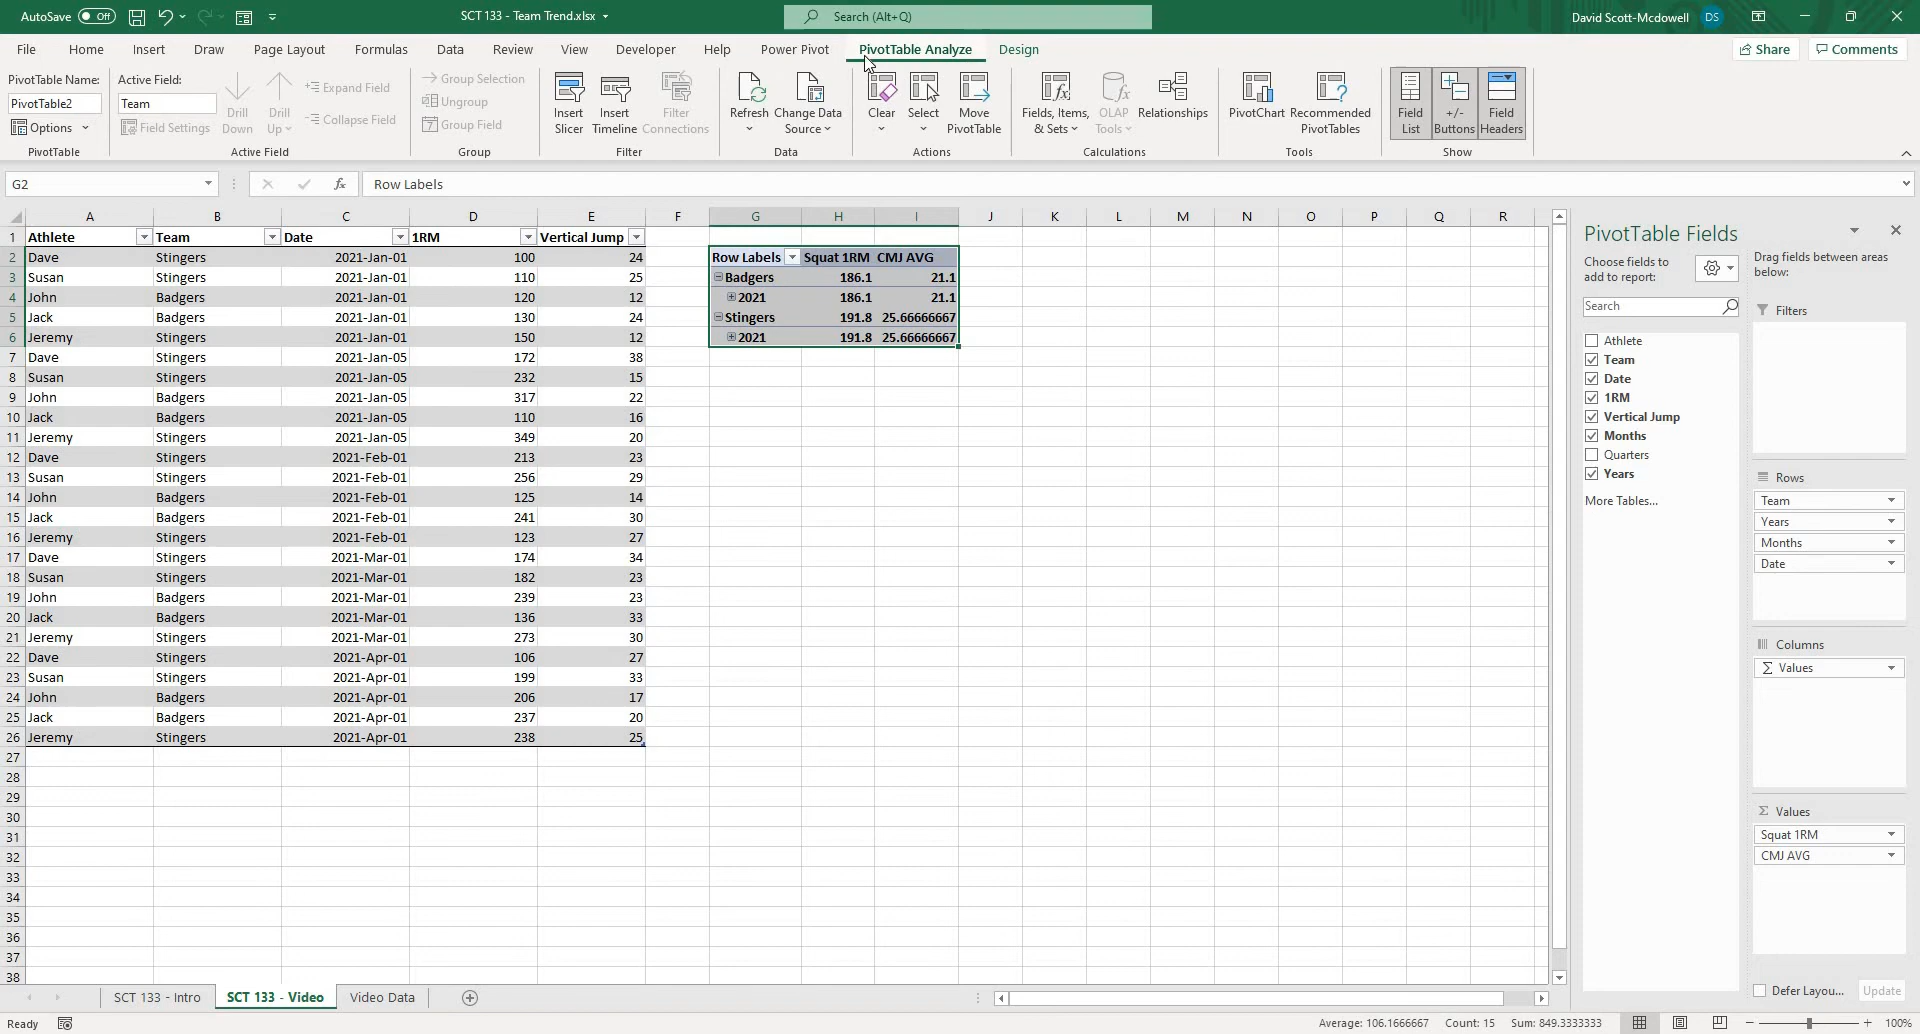 AutoSave Off SCT 133 - Team Trend.xlsx Search (Alt+Q) David Scott-Mcdowell DS
File Home Insert Draw Page Layout Formulas Data Review View Developer Help Power Pivot PivotTable Analyze Design Share Comments
PivotTable Name:
PivotTable2
Options
PivotTable
Active Field:
Team
Field Settings
Drill Down
Drill Up
Expand Field
Collapse Field
Active Field
Group Selection
Ungroup
Group Field
Group
Insert Slicer
Insert Timeline
Filter Connections
Filter
Refresh
Change Data Source
Data
Clear
Select
Move PivotTable
Actions
Fields, Items, & Sets
OLAP Tools
Relationships
Calculations
PivotChart
Recommended PivotTables
Tools
Field List
+/- Buttons
Field Headers
Show
G2 fx Row Labels
A B C D E F G H I J K L M N O P Q R
1 Athlete Team Date 1RM Vertical Jump
2 Dave Stingers 2021-Jan-01 100 24 Row Labels Squat 1RM CMJ AVG
3 Susan Stingers 2021-Jan-01 110 25 Badgers 186.1 21.1
4 John Badgers 2021-Jan-01 120 12 2021 186.1 21.1
5 Jack Badgers 2021-Jan-01 130 24 Stingers 191.8 25.66666667
6 Jeremy Stingers 2021-Jan-01 150 12 2021 191.8 25.66666667
7 Dave Stingers 2021-Jan-05 172 38
8 Susan Stingers 2021-Jan-05 232 15
9 John Badgers 2021-Jan-05 317 22
10 Jack Badgers 2021-Jan-05 110 16
11 Jeremy Stingers 2021-Jan-05 349 20
12 Dave Stingers 2021-Feb-01 213 23
13 Susan Stingers 2021-Feb-01 256 29
14 John Badgers 2021-Feb-01 125 14
15 Jack Badgers 2021-Feb-01 241 30
16 Jeremy Stingers 2021-Feb-01 123 27
17 Dave Stingers 2021-Mar-01 174 34
18 Susan Stingers 2021-Mar-01 182 23
19 John Badgers 2021-Mar-01 239 23
20 Jack Badgers 2021-Mar-01 136 33
21 Jeremy Stingers 2021-Mar-01 273 30
22 Dave Stingers 2021-Apr-01 106 27
23 Susan Stingers 2021-Apr-01 199 33
24 John Badgers 2021-Apr-01 206 17
25 Jack Badgers 2021-Apr-01 237 20
26 Jeremy Stingers 2021-Apr-01 238 25
27
28
29
30
31
32
33
34
35
36
37
38
PivotTable Fields
Choose fields to add to report:
Search
Athlete
Team
Date
1RM
Vertical Jump
Months
Quarters
Years
More Tables...
Drag fields between areas below:
Filters
Rows
Team
Years
Months
Date
Columns
Σ Values
Σ Values
Squat 1RM
CMJ AVG
Defer Layou... Update
SCT 133 - Intro SCT 133 - Video Video Data
Ready Average: 106.1666667 Count: 15 Sum: 849.3333333 100%